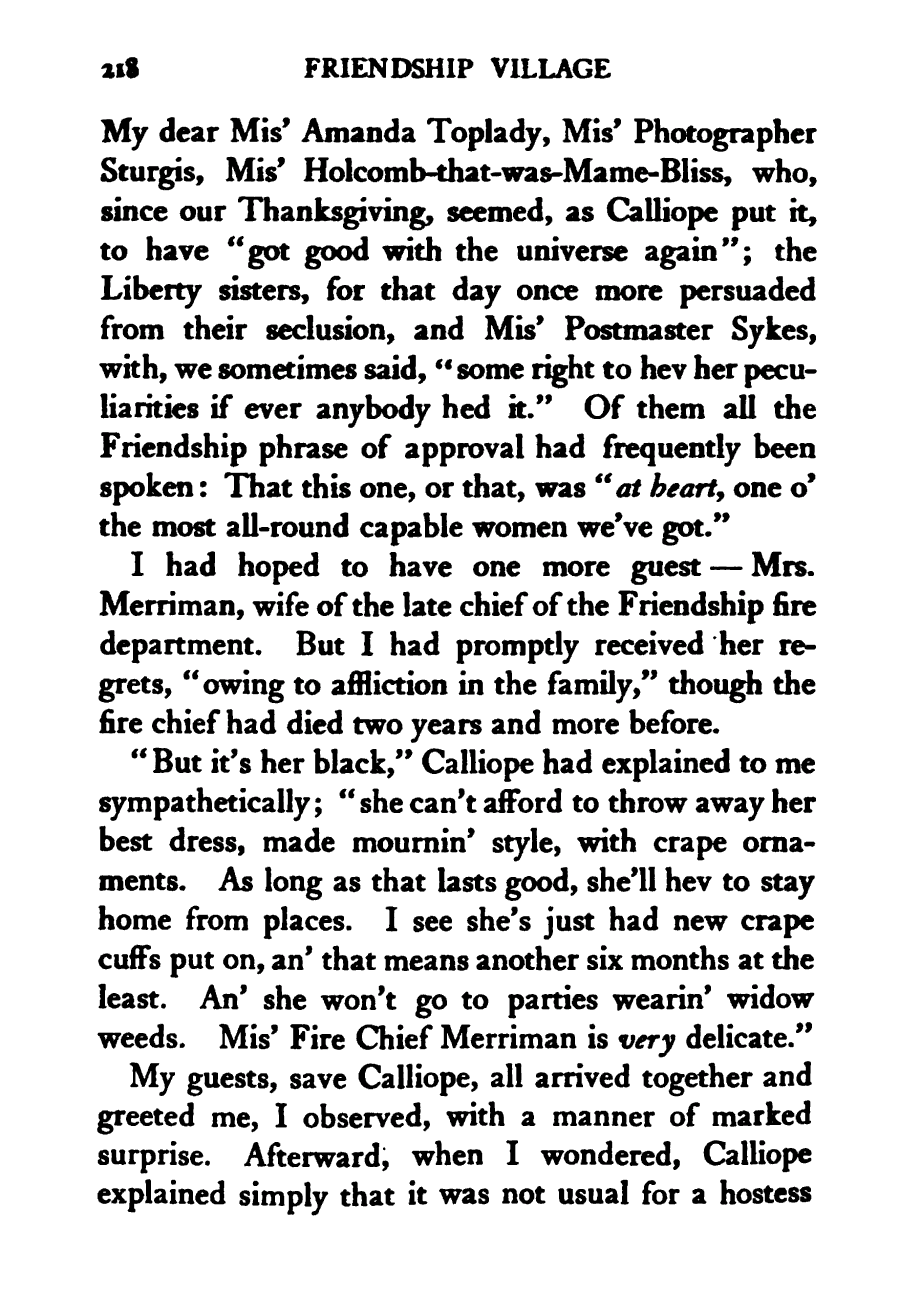 218 FRIENDSHIP VILLAGE
My dear Mis' Amanda Toplady, Mis' Photographer
Sturgis, Mis' Holcomb-that-was-Mame-Bliss, who,
since our Thanksgiving, seemed, as Calliope put it,
to have "got good with the universe again"; the
Liberty sisters, for that day once more persuaded
from their seclusion, and Mis' Postmaster Sykes,
with, we sometimes said, "some right to hev her pecu-
liarities if ever anybody hed it." Of them all the
Friendship phrase of approval had frequently been
spoken: That this one, or that, was "at heart, one o'
the most all-round capable women we've got."
I had hoped to have one more guest — Mrs.
Merriman, wife of the late chief of the Friendship fire
department. But I had promptly received her re-
grets, "owing to affliction in the family," though the
fire chief had died two years and more before.
"But it's her black," Calliope had explained to me
sympathetically; "she can't afford to throw away her
best dress, made mournin' style, with crape orna-
ments. As long as that lasts good, she'll hev to stay
home from places. I see she's just had new crape
cuffs put on, an' that means another six months at the
least. An' she won't go to parties wearin' widow
weeds. Mis' Fire Chief Merriman is very delicate."
My guests, save Calliope, all arrived together and
greeted me, I observed, with a manner of marked
surprise. Afterward, when I wondered, Calliope
explained simply that it was not usual for a hostess